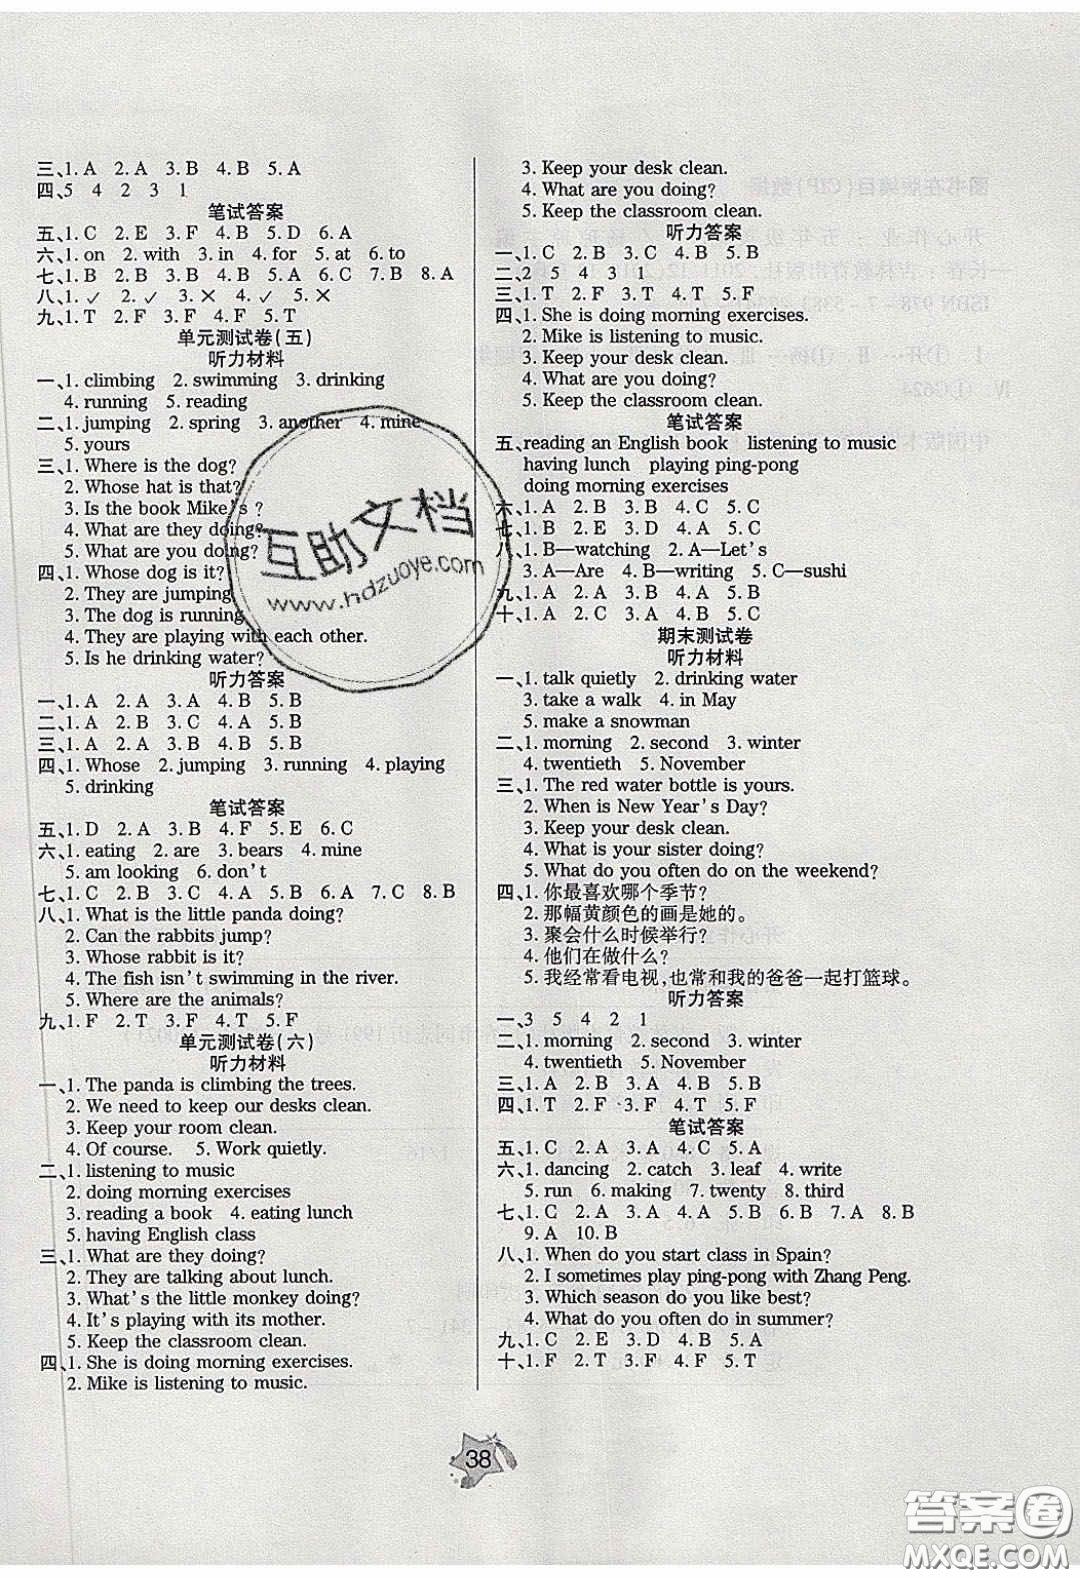 三、1. A 2. A 3. B 4. B 5. A
四、5 4 2 3 1
笔试答案
五、1. C 2. E 3. F 4. B 5. D 6. A
六、1. on 2. with 3. in 4. for 5. at 6. to
七、1. B 2. B 3. B 4. B 5. A 6. C 7. B 8. A
八、1. ✓ 2. ✓ 3. ✕ 4. ✓ 5. ✕
九、1. T 2. F 3. F 4. F 5. T
单元测试卷(五)
听力材料
一、1. climbing 2. swimming 3. drinking
4. running 5. reading
二、1. jumping 2. spring 3. another 4. mine
5. yours
三、1. Where is the dog?
2. Whose hat is that?
3. Is the book Mike's ?
4. What are they doing?
5. What are you doing?
四、1. Whose dog is it?
2. They are jumping.
3. The dog is running.
4. They are playing with each other.
5. Is he drinking water?
听力答案
一、1. A 2. A 3. A 4. B 5. B
二、1. A 2. B 3. C 4. A 5. B
三、1. A 2. A 3. B 4. B 5. B
四、1. Whose 2. jumping 3. running 4. playing
5. drinking
笔试答案
五、1. D 2. A 3. B 4. F 5. E 6. C
六、1. eating 2. are 3. bears 4. mine
5. am looking 6. don't
七、1. C 2. B 3. C 4. A 5. B 6. A 7. C 8. B
八、1. What is the little panda doing?
2. Can the rabbits jump?
3. Whose rabbit is it?
4. The fish isn't swimming in the river.
5. Where are the animals?
九、1. F 2. T 3. F 4. T 5. F
单元测试卷(六)
听力材料
一、1. The panda is climbing the trees.
2. We need to keep our desks clean.
3. Keep your room clean.
4. Of course. 5. Work quietly.
二、1. listening to music
2. doing morning exercises
3. reading a book 4. eating lunch
5. having English class
三、1. What are they doing?
2. They are talking about lunch.
3. What's the little monkey doing?
4. It's playing with its mother.
5. Keep the classroom clean.
四、1. She is doing morning exercises.
2. Mike is listening to music.
3. Keep your desk clean.
4. What are you doing?
5. Keep the classroom clean.
听力答案
一、1. C 2. B 3. C 4. B 5. B
二、2 5 4 3 1
三、1. T 2. F 3. T 4. T 5. F
四、1. She is doing morning exercises.
2. Mike is listening to music.
3. Keep your desk clean.
4. What are you doing?
5. Keep the classroom clean.
笔试答案
五、reading an English book listening to music
having lunch playing ping-pong
doing morning exercises
六、1. A 2. B 3. B 4. C 5. C
七、1. B 2. E 3. D 4. A 5. C
八、1. B—watching 2. A—Let's
3. A—Are 4. B—writing 5. C—sushi
九、1. A 2. A 3. B 4. A 5. B
十、1. A 2. A 3. C 4. B 5. C
期末测试卷
听力材料
一、1. talk quietly 2. drinking water
3. take a walk 4. in May
5. make a snowman
二、1. morning 2. second 3. winter
4. twentieth 5. November
三、1. The red water bottle is yours.
2. When is New Year's Day?
3. Keep your desk clean.
4. What is your sister doing?
5. What do you often do on the weekend?
四、1. 你最喜欢哪个季节?
2. 那幅黄颜色的画是她的。
3. 聚会什么时候举行?
4. 他们在做什么?
5. 我经常看电视,也常和我的爸爸一起打篮球。
听力答案
一、3 5 4 2 1
二、1. morning 2. second 3. winter
4. twentieth 5. November
三、1. A 2. B 3. A 4. B 5. B
四、1. T 2. F 3. F 4. T 5. F
笔试答案
五、1. C 2. A 3. A 4. C 5. A
六、1. dancing 2. catch 3. leaf 4. write
5. run 6. making 7. twenty 8. third
七、1. C 2. A 3. A 4. B 5. B 6. B 7. A 8. B
9. A 10. B
八、1. When do you start class in Spain?
2. I sometimes play ping-pong with Zhang Peng.
3. Which season do you like best?
4. What do you often do in summer?
九、1. C 2. E 3. D 4. B 5. A
十、1. F 2. T 3. F 4. F 5. T
38
互助文档
www.hdzuoye.com
答案圈
MXQE.COM